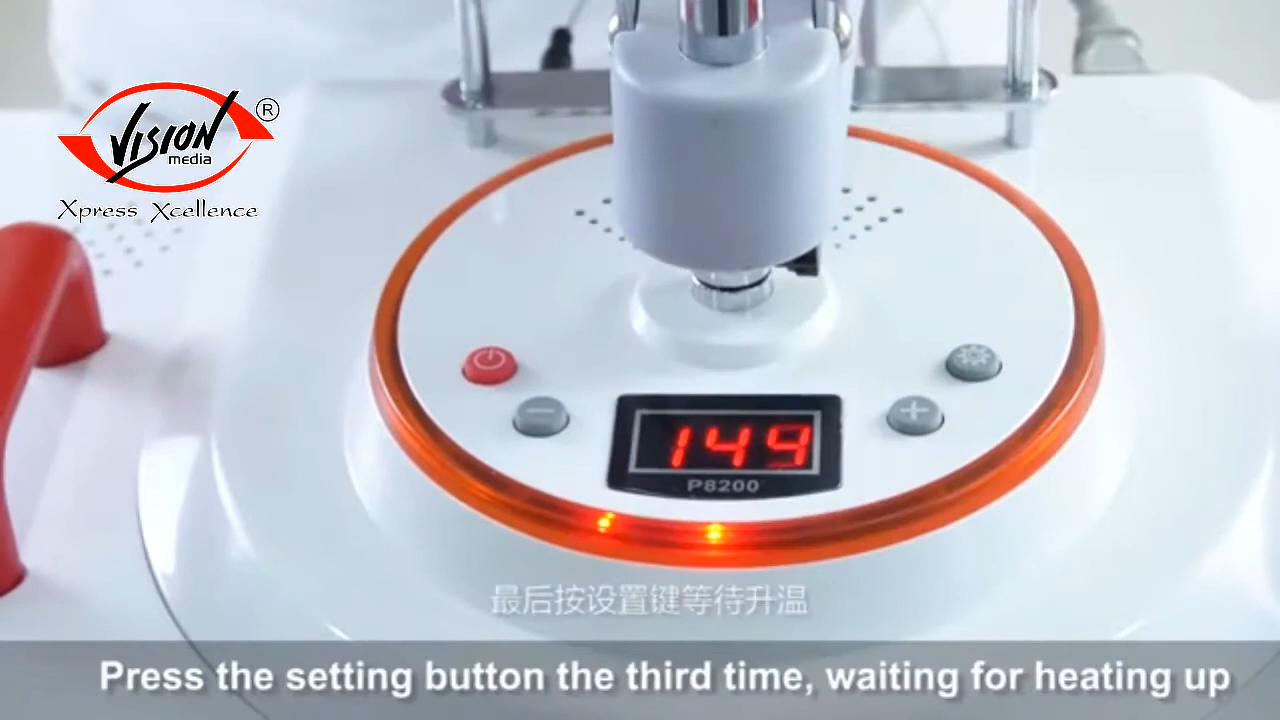 VISION
media
®
Xpress Xcellence
149
P8200
最后按设置键等待升温
Press the setting button the third time, waiting for heating up